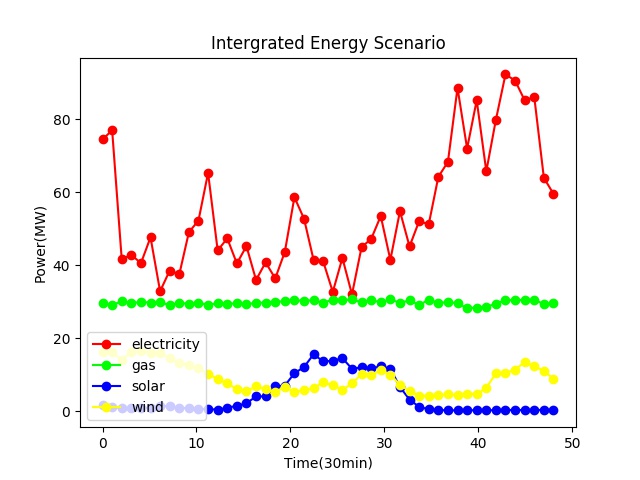 Intergrated Energy Scenario
Power(MW)
80
60
40
20
0
electricity
gas
solar
wind
0 10 20 30 40 50
Time(30min)